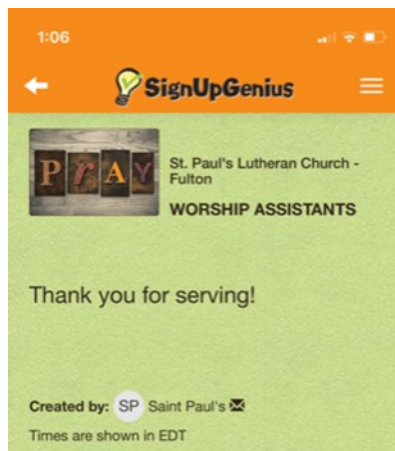 1:06
SignUpGenius
PrAY
St. Paul's Lutheran Church -
Fulton
WORSHIP ASSISTANTS
Thank you for serving!
Created by: SP Saint Paul's
Times are shown in EDT